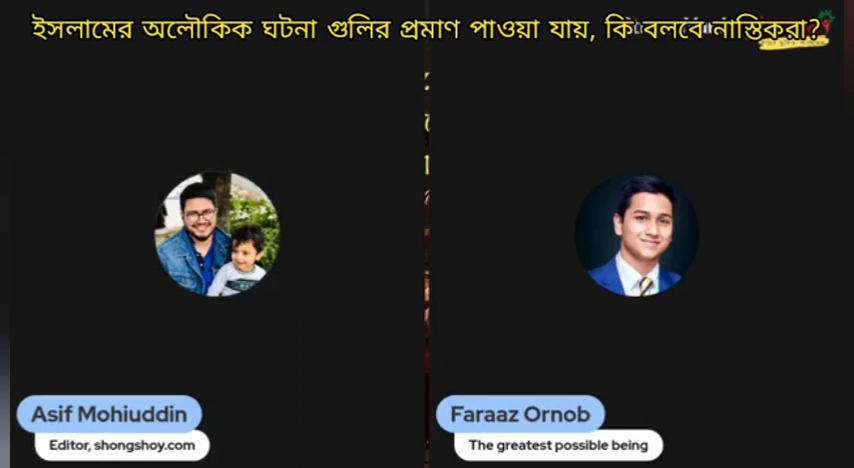 ইসলামের অলৌকিক ঘটনা গুলির প্রমাণ পাওয়া যায়, কি বলবে নাস্তিকরা?
Asif Mohiuddin
Editor, shongshoy.com
Faraaz Ornob
The greatest possible being